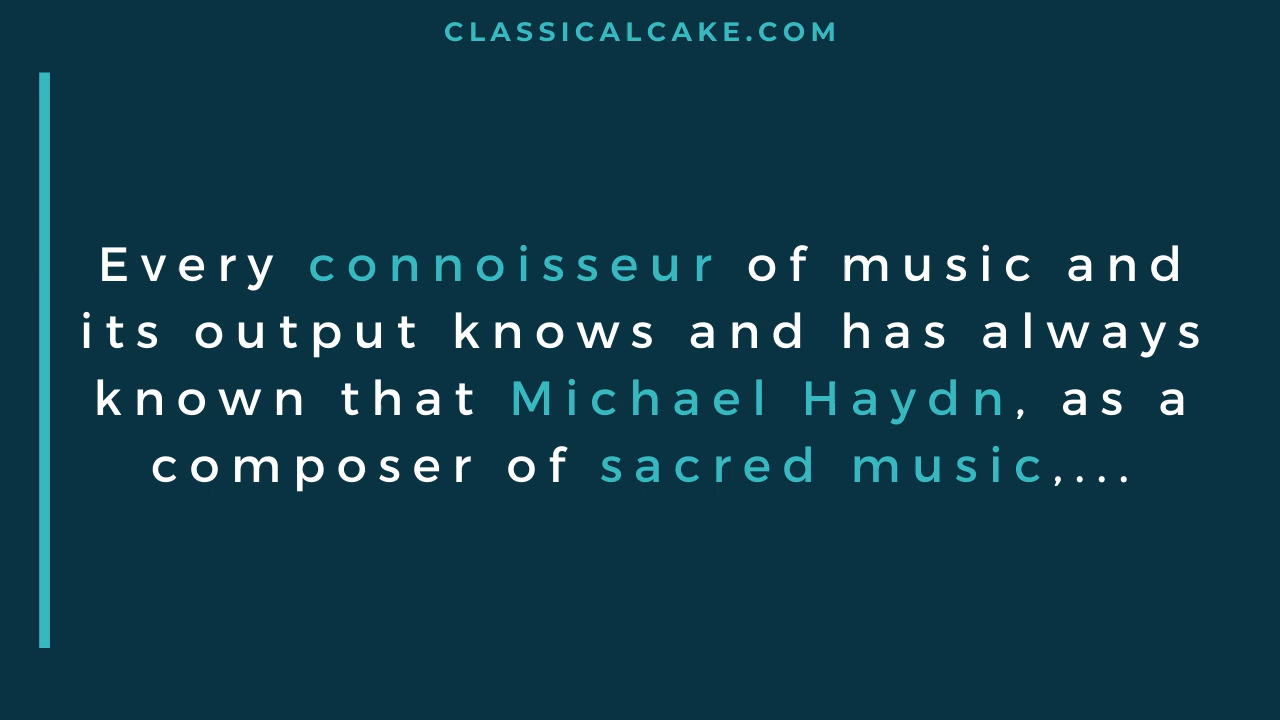 CLASSICALCAKE.COM
Every connoisseur of music and
its output knows and has always
known that Michael Haydn, as a
composer of sacred music,...